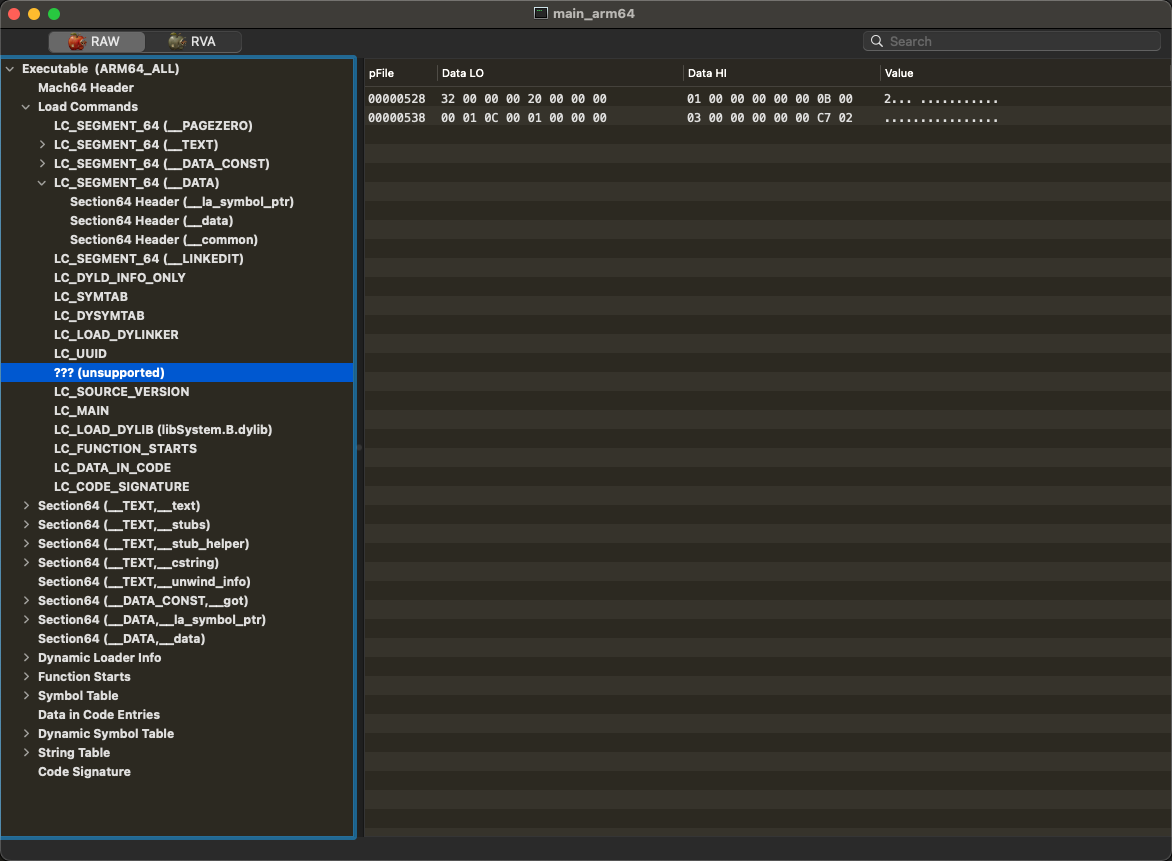 main_arm64
RAW RVA Search
Executable (ARM64_ALL)
Mach64 Header
Load Commands
LC_SEGMENT_64 (__PAGEZERO)
LC_SEGMENT_64 (__TEXT)
LC_SEGMENT_64 (__DATA_CONST)
LC_SEGMENT_64 (__DATA)
Section64 Header (__la_symbol_ptr)
Section64 Header (__data)
Section64 Header (__common)
LC_SEGMENT_64 (__LINKEDIT)
LC_DYLD_INFO_ONLY
LC_SYMTAB
LC_DYSYMTAB
LC_LOAD_DYLINKER
LC_UUID
??? (unsupported)
LC_SOURCE_VERSION
LC_MAIN
LC_LOAD_DYLIB (libSystem.B.dylib)
LC_FUNCTION_STARTS
LC_DATA_IN_CODE
LC_CODE_SIGNATURE
Section64 (__TEXT,__text)
Section64 (__TEXT,__stubs)
Section64 (__TEXT,__stub_helper)
Section64 (__TEXT,__cstring)
Section64 (__TEXT,__unwind_info)
Section64 (__DATA_CONST,__got)
Section64 (__DATA,__la_symbol_ptr)
Section64 (__DATA,__data)
Dynamic Loader Info
Function Starts
Symbol Table
Data in Code Entries
Dynamic Symbol Table
String Table
Code Signature
pFile Data LO Data HI Value
00000528 32 00 00 00 20 00 00 00 01 00 00 00 00 00 0B 00 2... ...........
00000538 00 01 0C 00 01 00 00 00 03 00 00 00 00 00 C7 02 ................